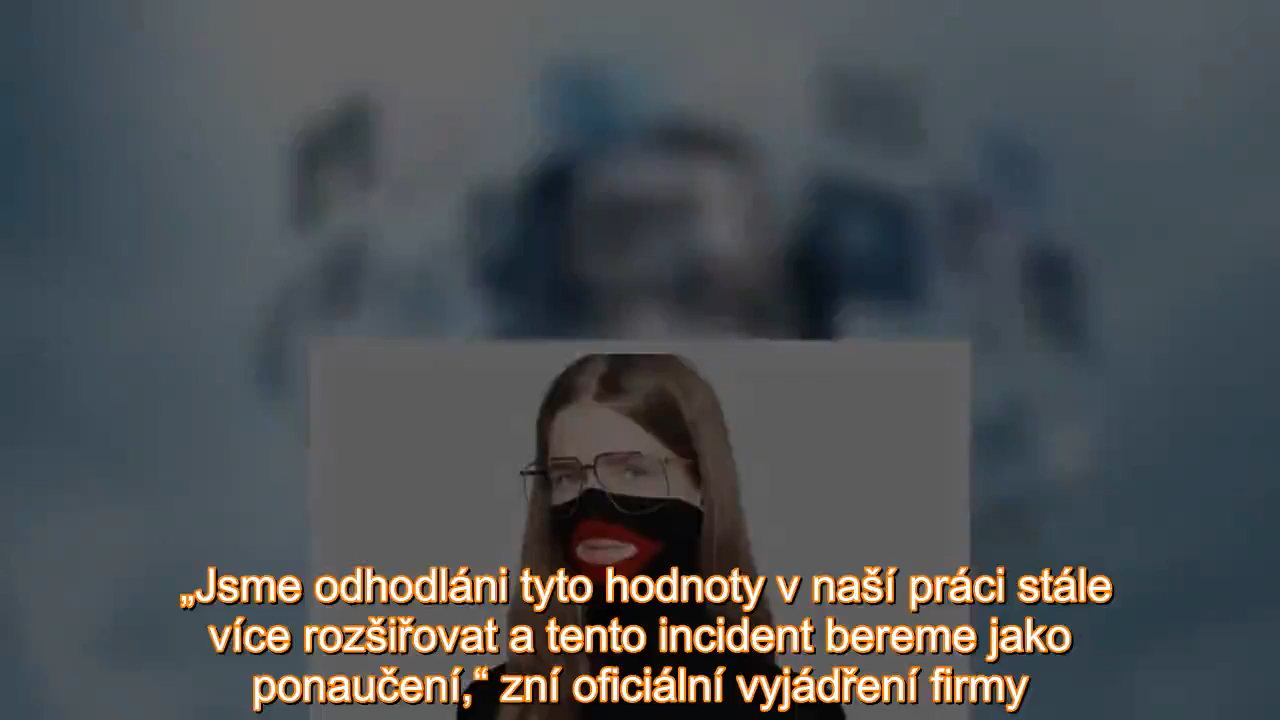 „Jsme odhodláni tyto hodnoty v naší práci stále
více rozšiřovat a tento incident bereme jako
ponaučení,“ zní oficiální vyjádření firmy